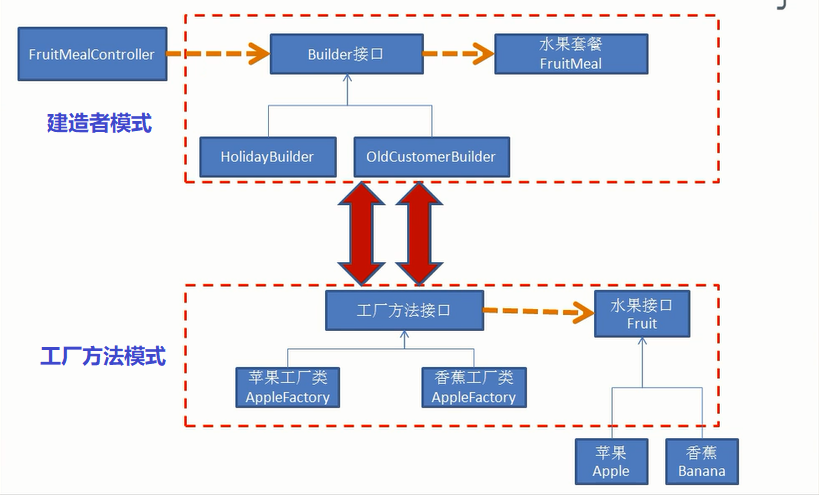 FruitMealController
Builder接口
水果套餐
FruitMeal
建造者模式
HolidayBuilder
OldCustomerBuilder
工厂方法接口
水果接口
Fruit
工厂方法模式
苹果工厂类
AppleFactory
香蕉工厂类
AppleFactory
苹果
Apple
香蕉
Banana